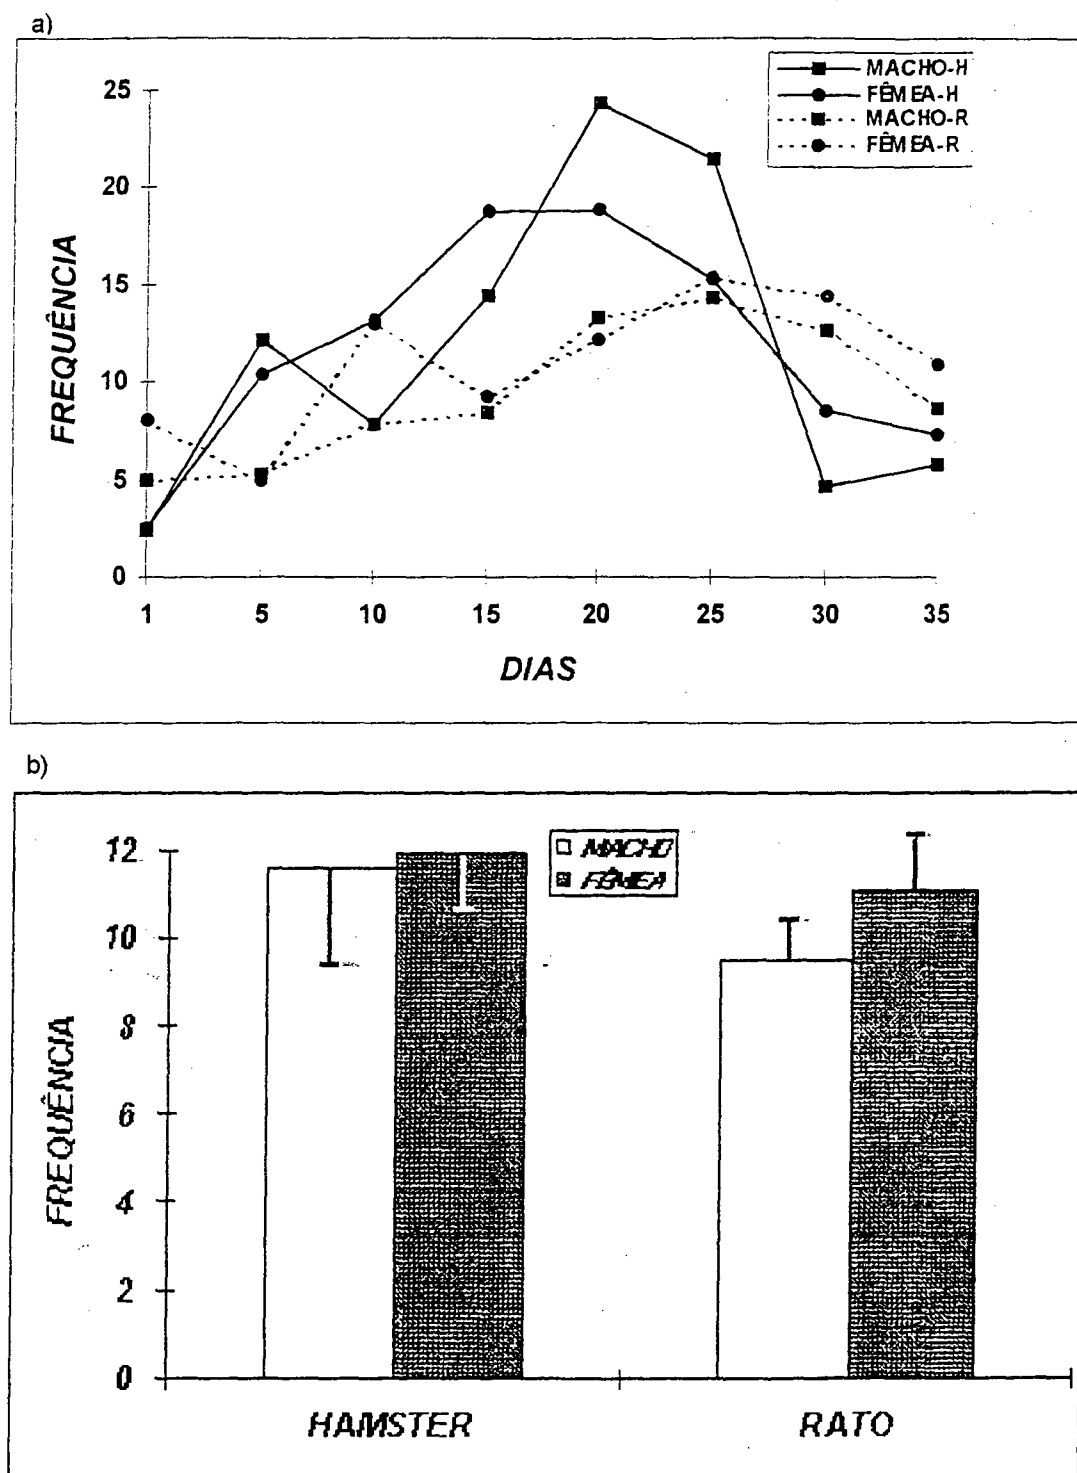 a)
MACHO-H
FÊMEA-H
MACHO-R
FÊMEA-R
FREQUÊNCIA
25
20
15
10
5
0
1 5 10 15 20 25 30 35
DIAS
b)
MACHO
FÊMEA
FREQUÊNCIA
12
10
8
6
4
2
0
HAMSTER RATO